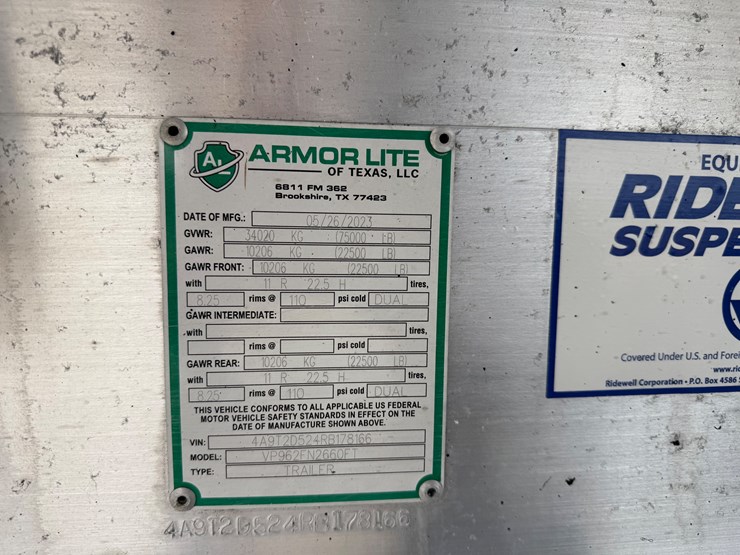 AL
ARMOR LITE
OF TEXAS, LLC
6811 FM 362
Brookshire, TX 77423
DATE OF MFG.: 05/26/2023
GVWR: 34020 KG (75000 LB)
GAWR: 10206 KG (22500 LB)
GAWR FRONT: 10206 KG (22500 LB)
with 11 R 22.5 H tires,
8.25 rims @ 110 psi cold DUAL
GAWR INTERMEDIATE:
with tires,
rims @ psi cold
GAWR REAR: 10206 KG (22500 LB)
with 11 R 22.5 H tires,
8.25 rims @ 110 psi cold DUAL
THIS VEHICLE CONFORMS TO ALL APPLICABLE US FEDERAL
MOTOR VEHICLE SAFETY STANDARDS IN EFFECT ON THE
DATE OF MANUFACTURE SHOWN ABOVE.
VIN: 4A9T2D524RB178166
MODEL: VP962FN2660FT
TYPE: TRAILER
4A9T2D524RB178166
EQU
RIDE
SUSPE
Covered Under U.S. and Forei
www.ri
Ridewell Corporation • P.O. Box 4586